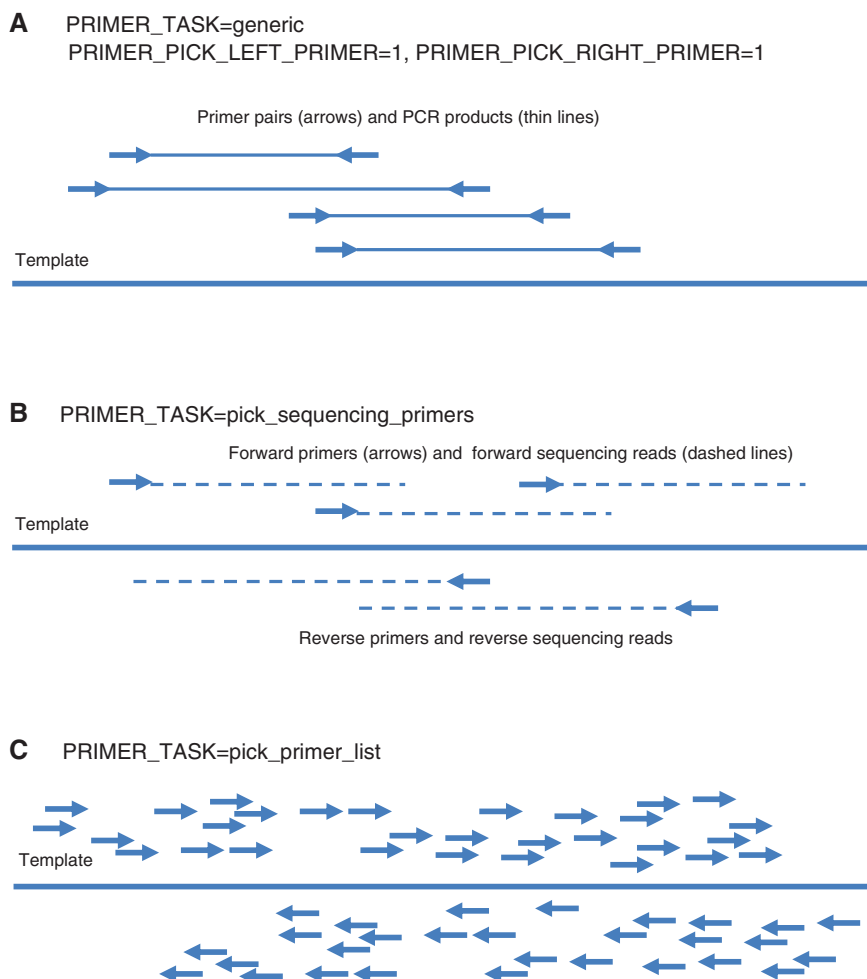 A PRIMER_TASK=generic
PRIMER_PICK_LEFT_PRIMER=1, PRIMER_PICK_RIGHT_PRIMER=1
Primer pairs (arrows) and PCR products (thin lines)
Template
B PRIMER_TASK=pick_sequencing_primers
Forward primers (arrows) and forward sequencing reads (dashed lines)
Template
Reverse primers and reverse sequencing reads
C PRIMER_TASK=pick_primer_list
Template